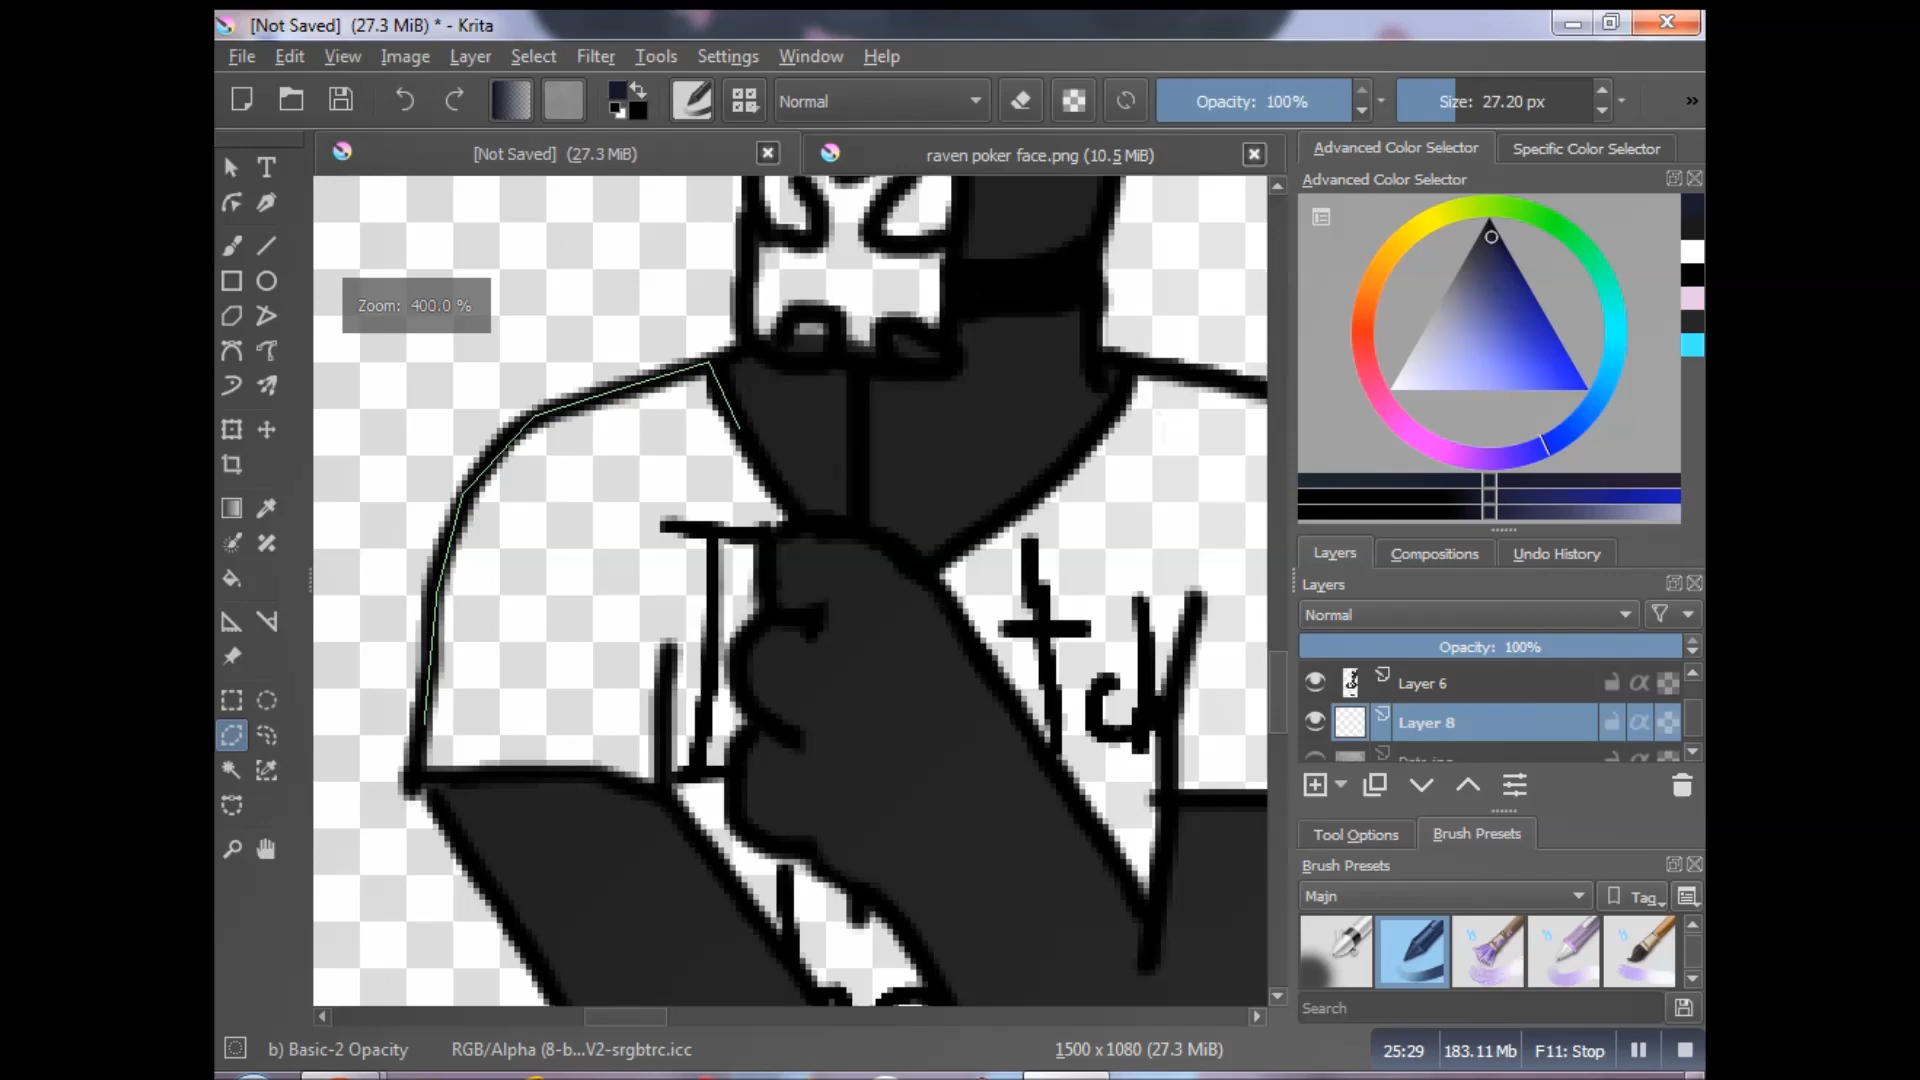 [Not Saved] (27.3 MiB) * - Krita
File Edit View Image Layer Select Filter Tools Settings Window Help
Normal Opacity: 100% Size: 27.20 px »
[Not Saved] (27.3 MiB) raven poker face.png (10.5 MiB)
Advanced Color Selector Specific Color Selector
Advanced Color Selector
Zoom: 400.0 %
Layers Compositions Undo History
Layers
Normal
Opacity: 100%
Layer 6
Layer 8
Tool Options Brush Presets
Brush Presets
Main Tag
Search
b) Basic-2 Opacity RGB/Alpha (8-b...V2-srgbtrc.icc 1500 x 1080 (27.3 MiB) 25:29 183.11 Mb F11: Stop